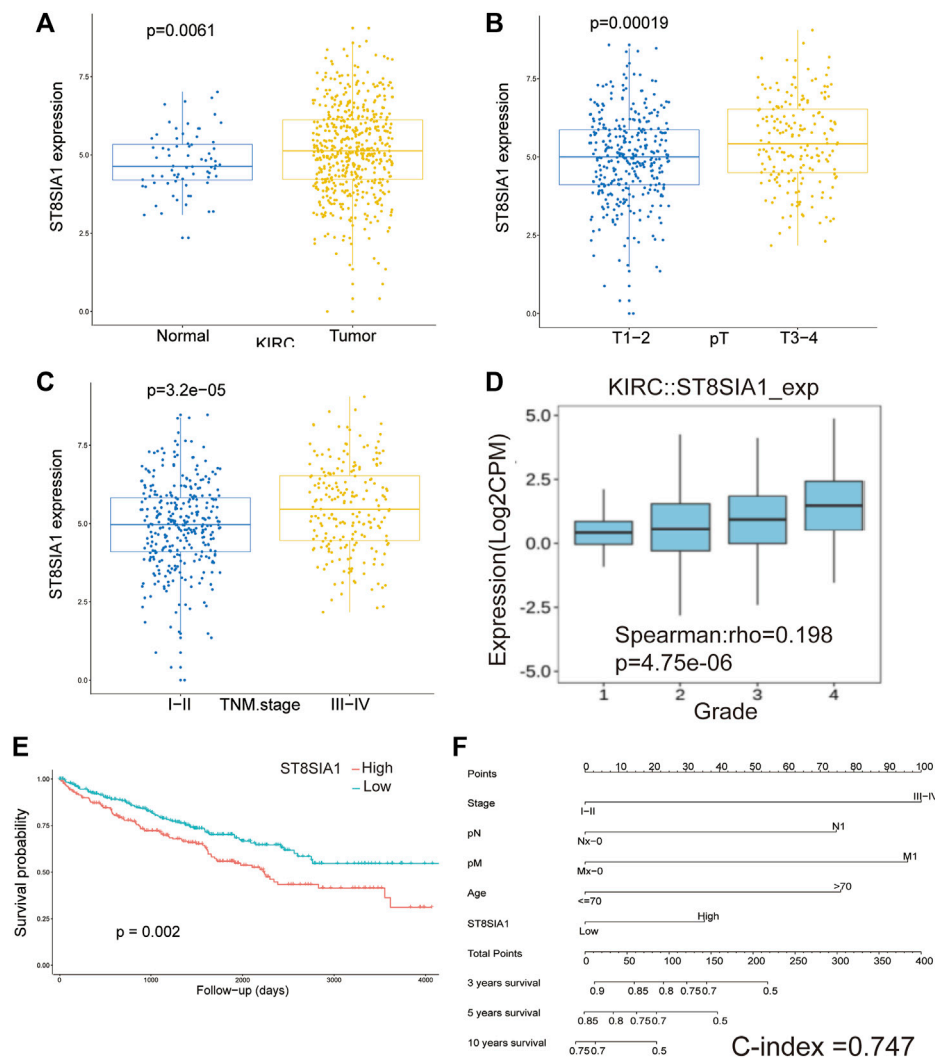 A
p=0.0061
ST8SIA1 expression
7.5
5.0
2.5
0.0
Normal
KIRC
Tumor
B
p=0.00019
ST8SIA1 expression
7.5
5.0
2.5
0.0
T1−2
pT
T3−4
C
p=3.2e−05
ST8SIA1 expression
7.5
5.0
2.5
0.0
I−II
TNM.stage
III−IV
D
KIRC::ST8SIA1_exp
Expression(Log2CPM)
5.0
2.5
0.0
-2.5
-5.0
Spearman:rho=0.198
p=4.75e-06
1 2 3 4
Grade
E
ST8SIA1 High
Low
Survival probability
1.00
0.75
0.50
0.25
0.00
p = 0.002
0 1000 2000 3000 4000
Follow-up (days)
F
Points
0 10 20 30 40 50 60 70 80 90 100
Stage
I−II
III−IV
pN
Nx−0
N1
pM
Mx−0
M1
Age
<=70
>70
ST8SIA1
Low
High
Total Points
0 50 100 150 200 250 300 350 400
3 years survival
0.9 0.85 0.8 0.75 0.7 0.5
5 years survival
0.85 0.8 0.75 0.7 0.5
10 years survival
0.75 0.7 0.5
C-index =0.747